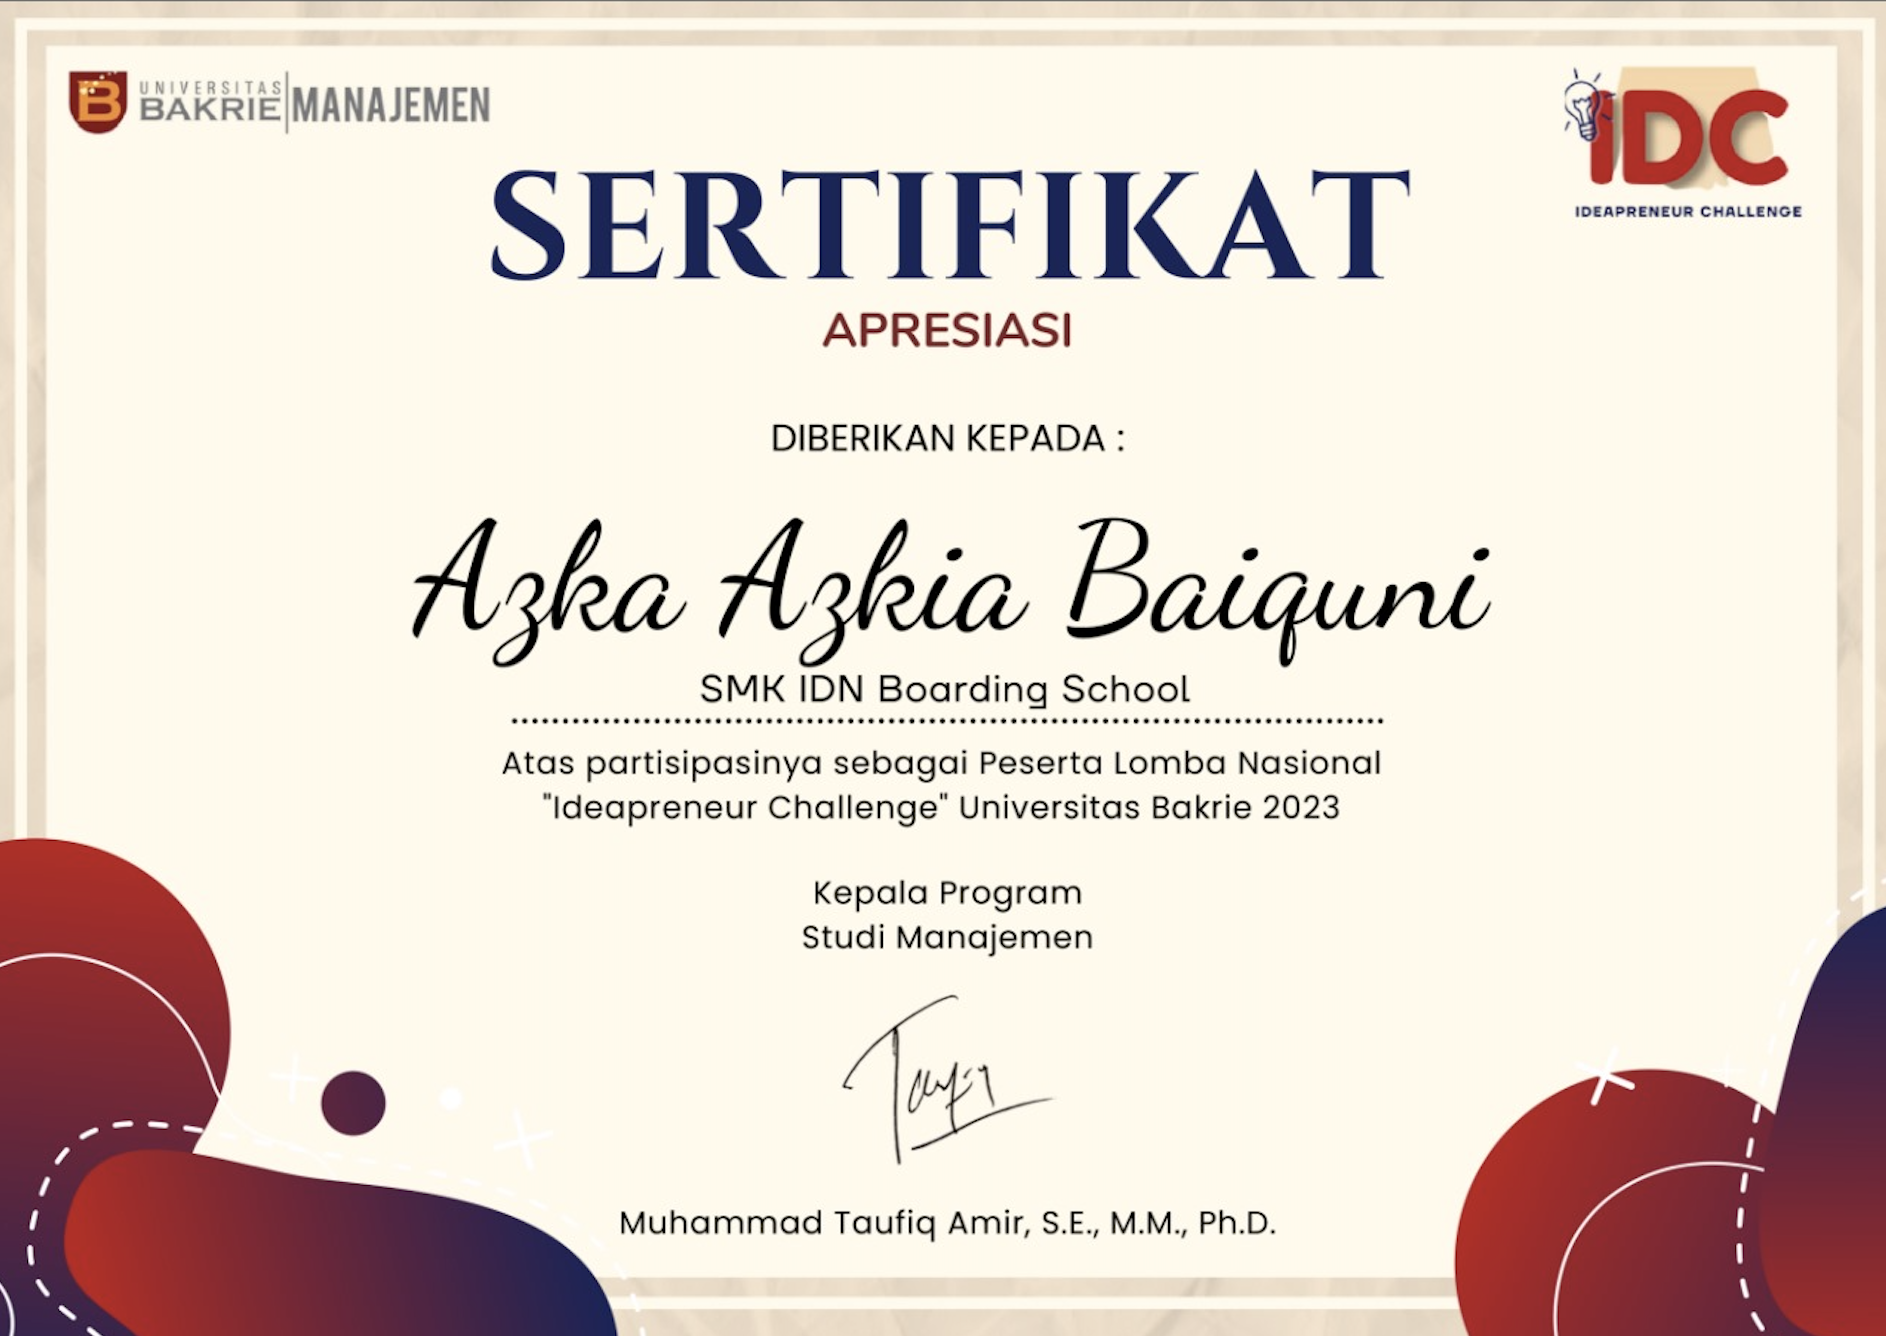 UNIVERSITAS
BAKRIE
MANAJEMEN
IDC
IDEAPRENEUR CHALLENGE
SERTIFIKAT
APRESIASI
DIBERIKAN KEPADA :
Azka Azkia Baiquni
SMK IDN Boarding School
Atas partisipasinya sebagai Peserta Lomba Nasional
"Ideapreneur Challenge" Universitas Bakrie 2023
Kepala Program
Studi Manajemen
Taufiq
Muhammad Taufiq Amir, S.E., M.M., Ph.D.